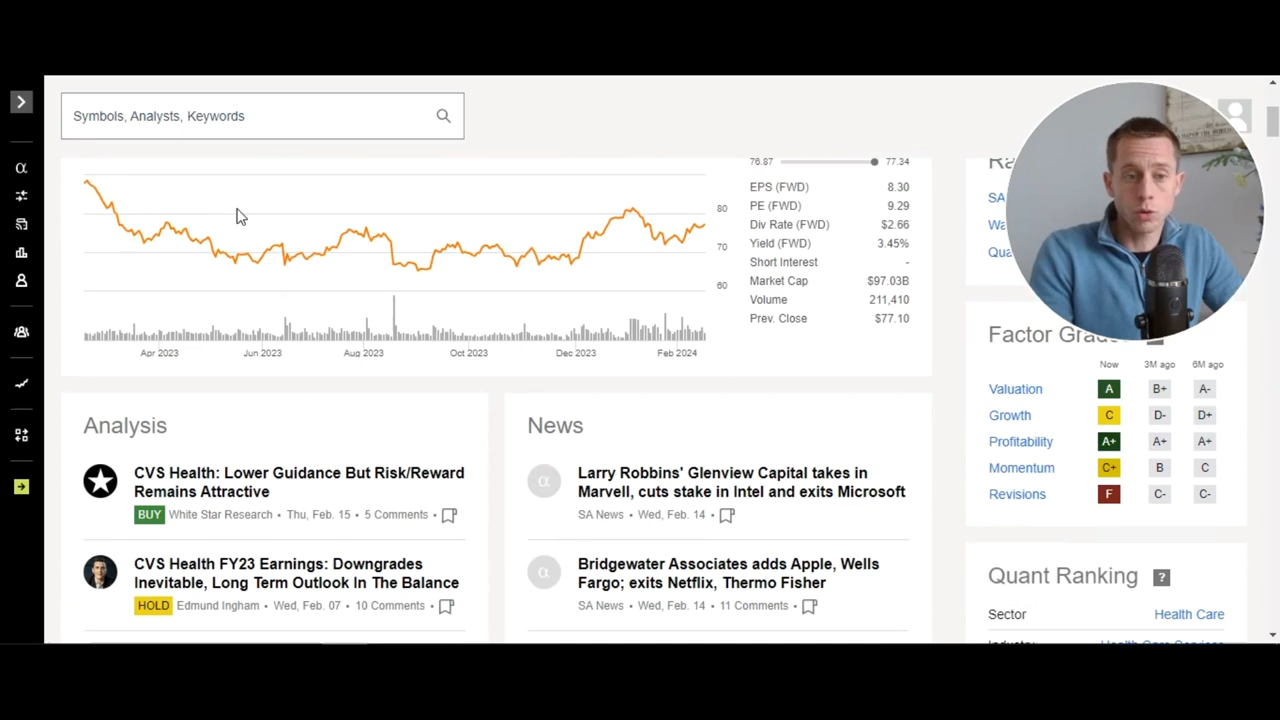 Symbols, Analysts, Keywords
80
70
60
Apr 2023
Jun 2023
Aug 2023
Oct 2023
Dec 2023
Feb 2024
76.87 77.34
EPS (FWD) 8.30
PE (FWD) 9.29
Div Rate (FWD) $2.66
Yield (FWD) 3.45%
Short Interest -
Market Cap $97.03B
Volume 211,410
Prev. Close $77.10
SA
Analysis
CVS Health: Lower Guidance But Risk/Reward
Remains Attractive
BUY White Star Research • Thu, Feb. 15 • 5 Comments •
CVS Health FY23 Earnings: Downgrades
Inevitable, Long Term Outlook In The Balance
HOLD Edmund Ingham • Wed, Feb. 07 • 10 Comments •
News
α
Larry Robbins' Glenview Capital takes in
Marvell, cuts stake in Intel and exits Microsoft
SA News • Wed, Feb. 14 •
α
Bridgewater Associates adds Apple, Wells
Fargo; exits Netflix, Thermo Fisher
SA News • Wed, Feb. 14 • 11 Comments •
Factor
Now 3M ago 6M ago
Valuation A B+ A-
Growth C D- D+
Profitability A+ A+ A+
Momentum C+ B C
Revisions F C- C-
Quant Ranking ?
Sector Health Care
Health Care Services